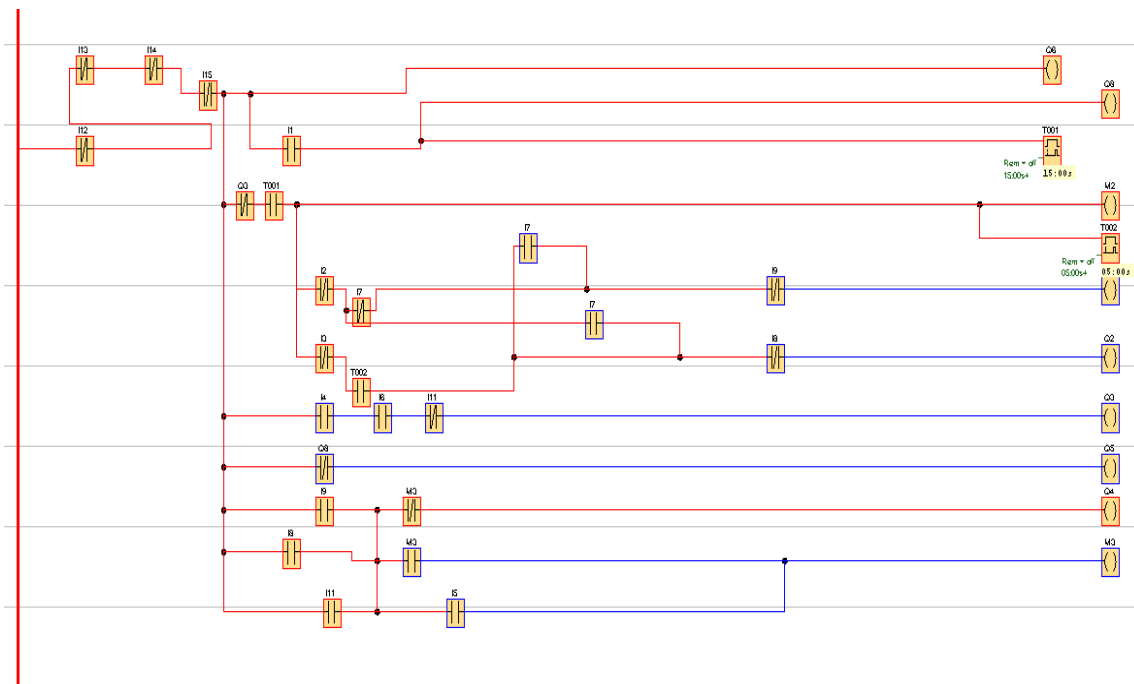 I13 I14 Q6
I15 Q8
I12 I1 T001
Rem = off
15:00s+ 15:00s
Q3 T001 M2
I7 T002
Rem = off
I2 I9 05:00s+ 05:00s
I7 I7
I3 I8 Q2
T002
I4 I6 I11 Q3
Q8 Q5
I9 M3 Q4
I8 M3 M3
I11 I5